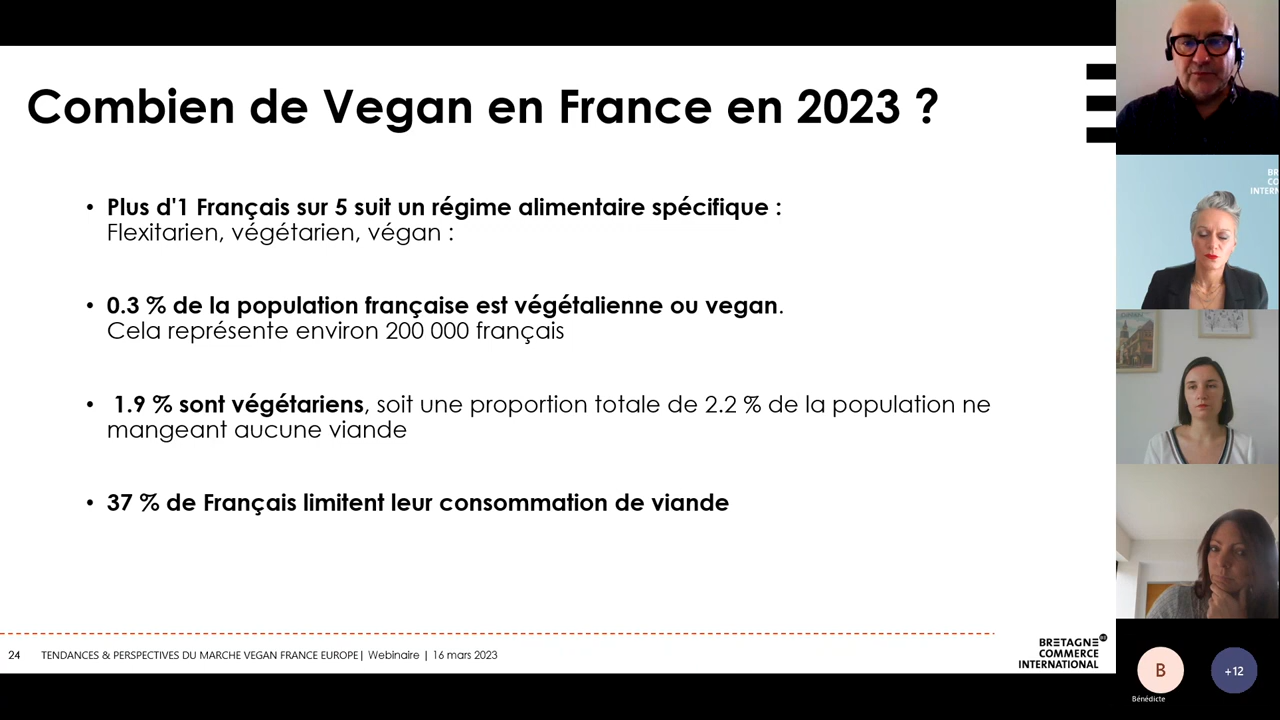 Combien de Vegan en France en 2023 ?
• Plus d'1 Français sur 5 suit un régime alimentaire spécifique :
Flexitarien, végétarien, végan :
• 0.3 % de la population française est végétalienne ou vegan.
Cela représente environ 200 000 français
• 1.9 % sont végétariens, soit une proportion totale de 2.2 % de la population ne
mangeant aucune viande
• 37 % de Français limitent leur consommation de viande
24 TENDANCES & PERSPECTIVES DU MARCHE VEGAN FRANCE EUROPE| Webinaire | 16 mars 2023
BRETAGNE
COMMERCE
INTERNATIONAL
BR
CO
INTERN
B
+12
Bénédicte